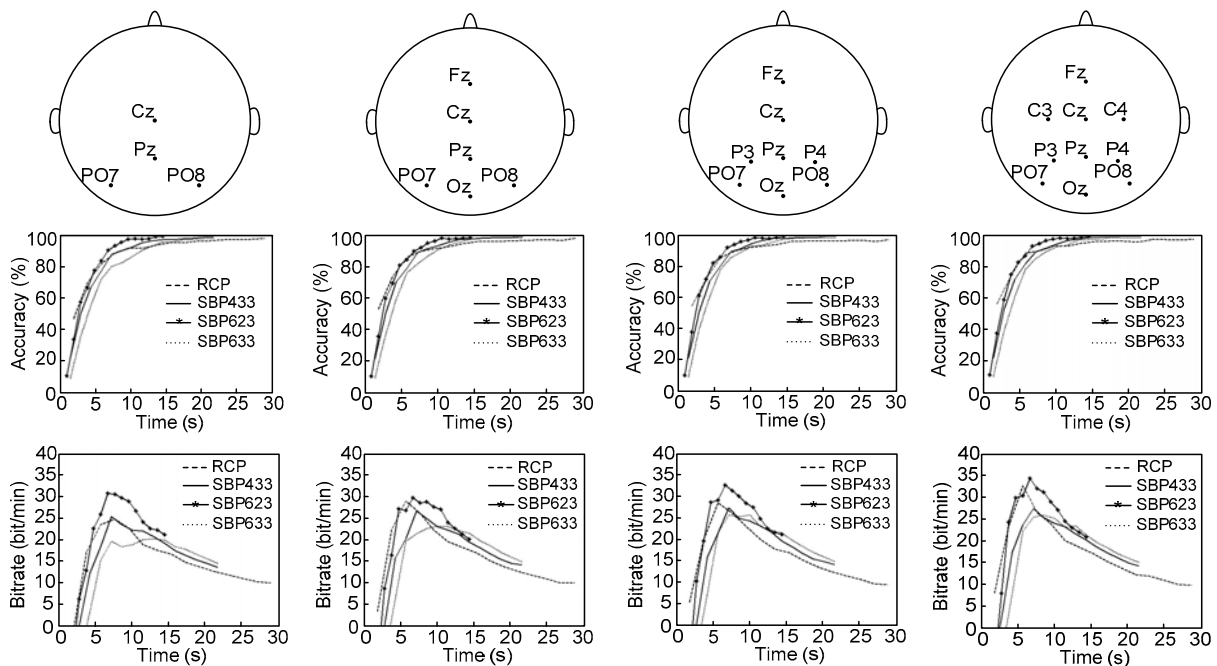 Cz
Pz
PO7 PO8
Fz
Cz
Pz
PO7 PO8
Oz
Fz
Cz
P3 Pz P4
PO7 PO8
Oz
Fz
C3 Cz C4
P3 Pz P4
PO7 PO8
Oz
Accuracy (%)
100
80
60
40
20
0
RCP
SBP433
SBP623
SBP633
0 5 10 15 20 25 30
Time (s)
Accuracy (%)
100
80
60
40
20
0
RCP
SBP433
SBP623
SBP633
0 5 10 15 20 25 30
Time (s)
Accuracy (%)
100
80
60
40
20
0
RCP
SBP433
SBP623
SBP633
0 5 10 15 20 25 30
Time (s)
Accuracy (%)
100
80
60
40
20
0
RCP
SBP433
SBP623
SBP633
0 5 10 15 20 25 30
Time (s)
Bitrate (bit/min)
40
35
30
25
20
15
10
5
0
RCP
SBP433
SBP623
SBP633
0 5 10 15 20 25 30
Time (s)
Bitrate (bit/min)
40
35
30
25
20
15
10
5
0
RCP
SBP433
SBP623
SBP633
0 5 10 15 20 25 30
Time (s)
Bitrate (bit/min)
40
35
30
25
20
15
10
5
0
RCP
SBP433
SBP623
SBP633
0 5 10 15 20 25 30
Time (s)
Bitrate (bit/min)
40
35
30
25
20
15
10
5
0
RCP
SBP433
SBP623
SBP633
0 5 10 15 20 25 30
Time (s)